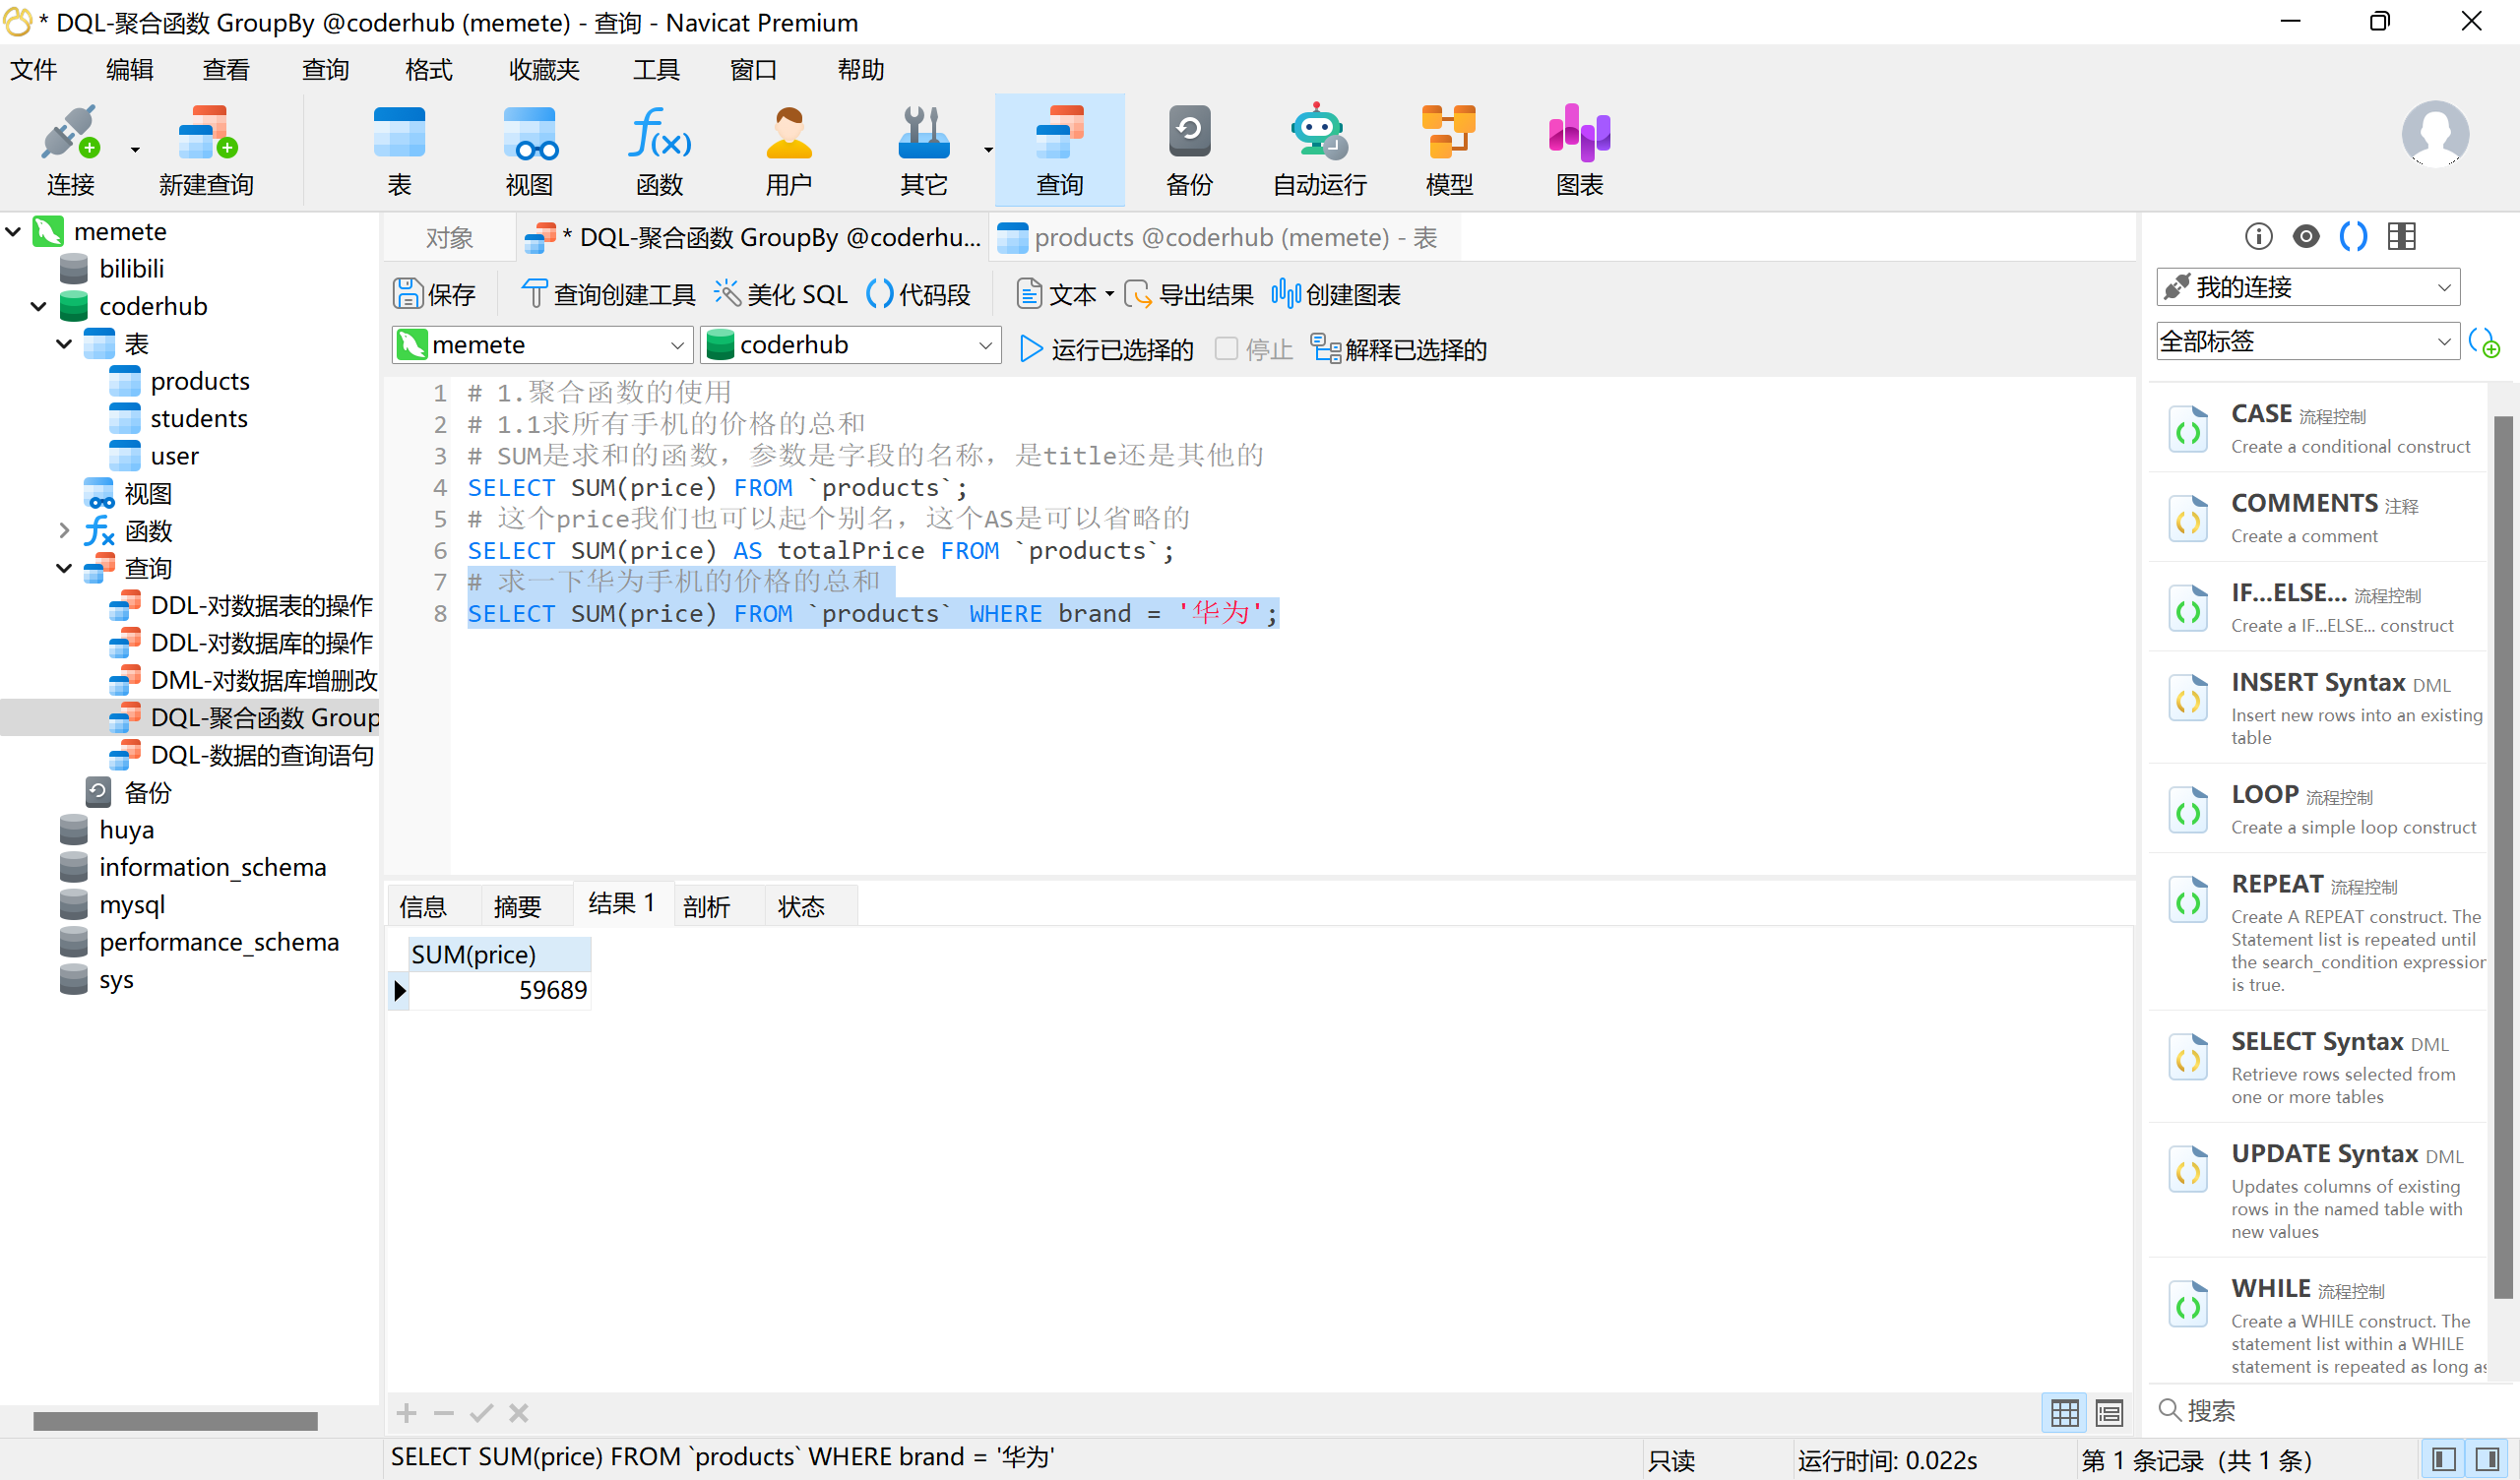 * DQL-聚合函数 GroupBy @coderhub (memete) - 查询 - Navicat Premium
文件 编辑 查看 查询 格式 收藏夹 工具 窗口 帮助
连接 新建查询 表 视图 函数 用户 其它 查询 备份 自动运行 模型 图表
memete
bilibili
coderhub
表
products
students
user
视图
函数
查询
DDL-对数据表的操作
DDL-对数据库的操作
DML-对数据库增删改
DQL-聚合函数 Group
DQL-数据的查询语句
备份
huya
information_schema
mysql
performance_schema
sys
对象 * DQL-聚合函数 GroupBy @coderhu... products @coderhub (memete) - 表
保存 查询创建工具 美化 SQL 代码段 文本 导出结果 创建图表
memete coderhub 运行已选择的 停止 解释已选择的
1 # 1.聚合函数的使用
2 # 1.1求所有手机的价格的总和
3 # SUM是求和的函数，参数是字段的名称，是title还是其他的
4 SELECT SUM(price) FROM `products`;
5 # 这个price我们也可以起个别名，这个AS是可以省略的
6 SELECT SUM(price) AS totalPrice FROM `products`;
7 # 求一下华为手机的价格的总和
8 SELECT SUM(price) FROM `products` WHERE brand = '华为';
信息 摘要 结果 1 剖析 状态
SUM(price)
59689
SELECT SUM(price) FROM `products` WHERE brand = '华为'
只读 运行时间: 0.022s 第 1 条记录 (共 1 条)
我的连接
全部标签
CASE 流程控制
Create a conditional construct
COMMENTS 注释
Create a comment
IF...ELSE... 流程控制
Create a IF...ELSE... construct
INSERT Syntax DML
Insert new rows into an existing
table
LOOP 流程控制
Create a simple loop construct
REPEAT 流程控制
Create A REPEAT construct. The
Statement list is repeated until
the search_condition expression
is true.
SELECT Syntax DML
Retrieve rows selected from
one or more tables
UPDATE Syntax DML
Updates columns of existing
rows in the named table with
new values
WHILE 流程控制
Create a WHILE construct. The
statement list within a WHILE
statement is repeated as long as
搜索